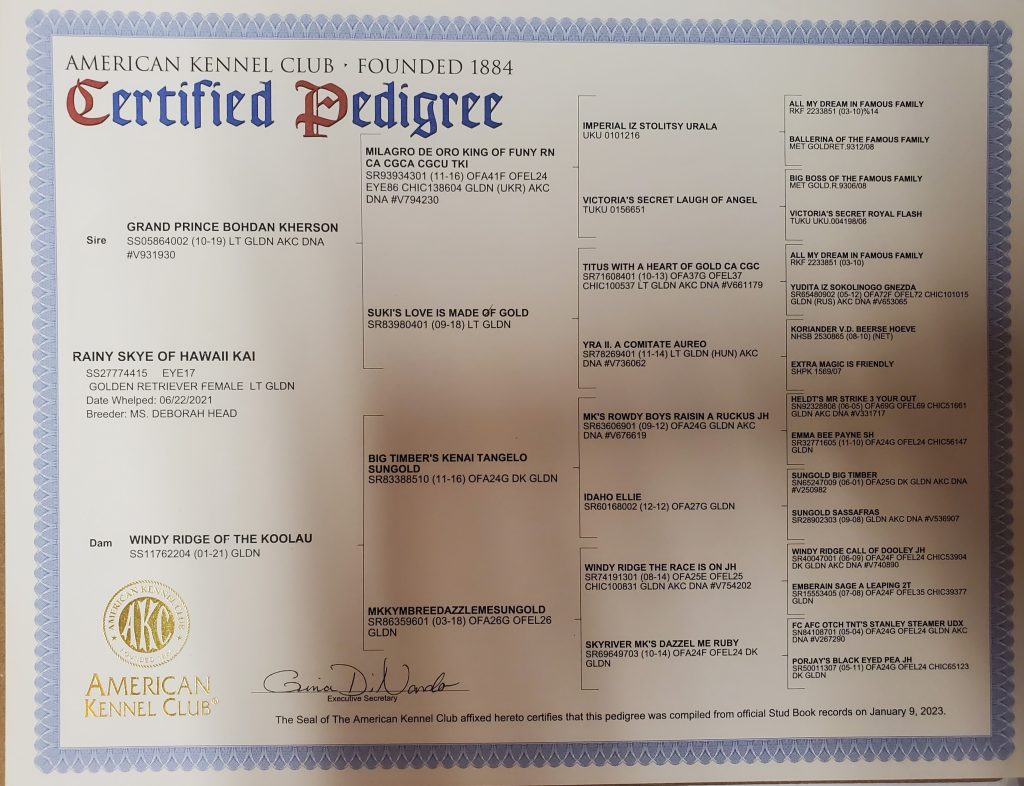 AMERICAN KENNEL CLUB · FOUNDED 1884
Certified Pedigree
Sire
GRAND PRINCE BOHDAN KHERSON
SS05864002 (10-19) LT GLDN AKC DNA
#V931930
RAINY SKYE OF HAWAII KAI
SS27774415 EYE17
GOLDEN RETRIEVER FEMALE LT GLDN
Date Whelped: 06/22/2021
Breeder: MS. DEBORAH HEAD
Dam
WINDY RIDGE OF THE KOOLAU
SS11762204 (01-21) GLDN
MILAGRO DE ORO KING OF FUNY RN
CA CGCA CGCU TKI
SR93934301 (11-16) OFA41F OFEL24
EYE86 CHIC138604 GLDN (UKR) AKC
DNA #V794230
SUKI'S LOVE IS MADE OF GOLD
SR83980401 (09-18) LT GLDN
BIG TIMBER'S KENAI TANGELO
SUNGOLD
SR83388510 (11-16) OFA24G DK GLDN
MKKYMBREEDAZZLEMESUNGOLD
SR86359601 (03-18) OFA26G OFEL26
GLDN
IMPERIAL IZ STOLITSY URALA
UKU 0101216
VICTORIA'S SECRET LAUGH OF ANGEL
TUKU 0156651
TITUS WITH A HEART OF GOLD CA CGC
SR71608401 (10-13) OFA37G OFEL37
CHIC100537 LT GLDN AKC DNA #V661179
YRA II. A COMITATE AUREO
SR78269401 (11-14) LT GLDN (HUN) AKC
DNA #V736062
MK'S ROWDY BOYS RAISIN A RUCKUS JH
SR63606901 (09-12) OFA24G GLDN AKC
DNA #V676619
IDAHO ELLIE
SR60168002 (12-12) OFA27G GLDN
WINDY RIDGE THE RACE IS ON JH
SR74191301 (08-14) OFA25E OFEL25
CHIC100831 GLDN AKC DNA #V754202
SKYRIVER MK'S DAZZEL ME RUBY
SR69649703 (10-14) OFA24F OFEL24 DK
GLDN
ALL MY DREAM IN FAMOUS FAMILY
RKF 2233851 (03-10)%14
BALLERINA OF THE FAMOUS FAMILY
MET GOLDRET.9312/08
BIG BOSS OF THE FAMOUS FAMILY
MET GOLD.R.9306/08
VICTORIA'S SECRET ROYAL FLASH
TUKU UKU.004198/06
ALL MY DREAM IN FAMOUS FAMILY
RKF 2233851 (03-10)
YUDITA IZ SOKOLINOGO GNEZDA
SR65480902 (05-12) OFA72F OFEL72 CHIC101015
GLDN (RUS) AKC DNA #V653065
KORIANDER V.D. BEERSE HOEVE
NHSB 2530865 (08-10) (NET)
EXTRA MAGIC IS FRIENDLY
SHPK 1569/07
HELDT'S MR STRIKE 3 YOUR OUT
SN92328808 (06-05) OFA69G OFEL69 CHIC51661
GLDN AKC DNA #V331717
EMMA BEE PAYNE SH
SR32771605 (11-10) OFA24G OFEL24 CHIC56147
GLDN
SUNGOLD BIG TIMBER
SN65247009 (06-01) OFA25G DK GLDN AKC DNA
#V250982
SUNGOLD SASSAFRAS
SR28902303 (09-08) GLDN AKC DNA #V536907
WINDY RIDGE CALL OF DOOLEY JH
SR40047001 (06-09) OFA24F OFEL24 CHIC53904
DK GLDN AKC DNA #V740890
EMBERAIN SAGE A LEAPING 2T
SR15553405 (07-08) OFA24F OFEL35 CHIC39377
GLDN
FC AFC OTCH TNT'S STANLEY STEAMER UDX
SN84108701 (05-04) OFA24G OFEL24 GLDN AKC
DNA #V267290
PORJAY'S BLACK EYED PEA JH
SR50011307 (05-11) OFA24G OFEL24 CHIC65123
DK GLDN
AMERICAN KENNEL CLUB
AKC
FOUNDED 1884
AMERICAN
KENNEL CLUB®
Gina DiNardo
Executive Secretary
The Seal of The American Kennel Club affixed hereto certifies that this pedigree was compiled from official Stud Book records on January 9, 2023.